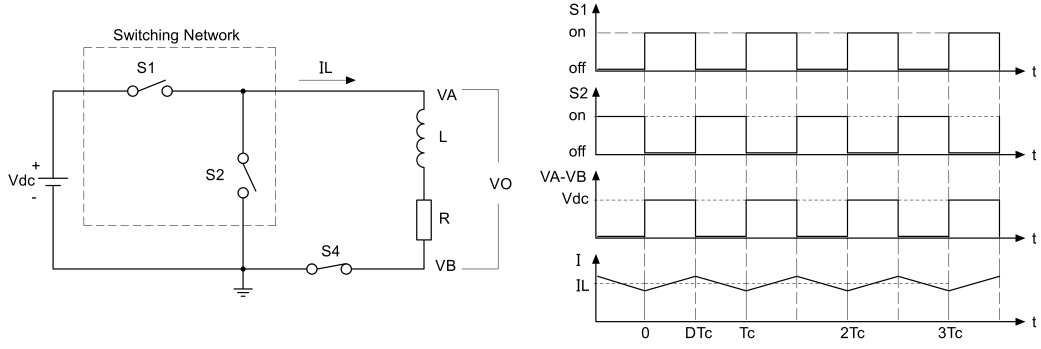 Switching Network
S1
IL
VA
L
+
Vdc
-
S2
VO
R
S4
VB
S1
on
off
t
S2
on
off
t
VA-VB
Vdc
t
I
IL
t
0 DTc Tc 2Tc 3Tc